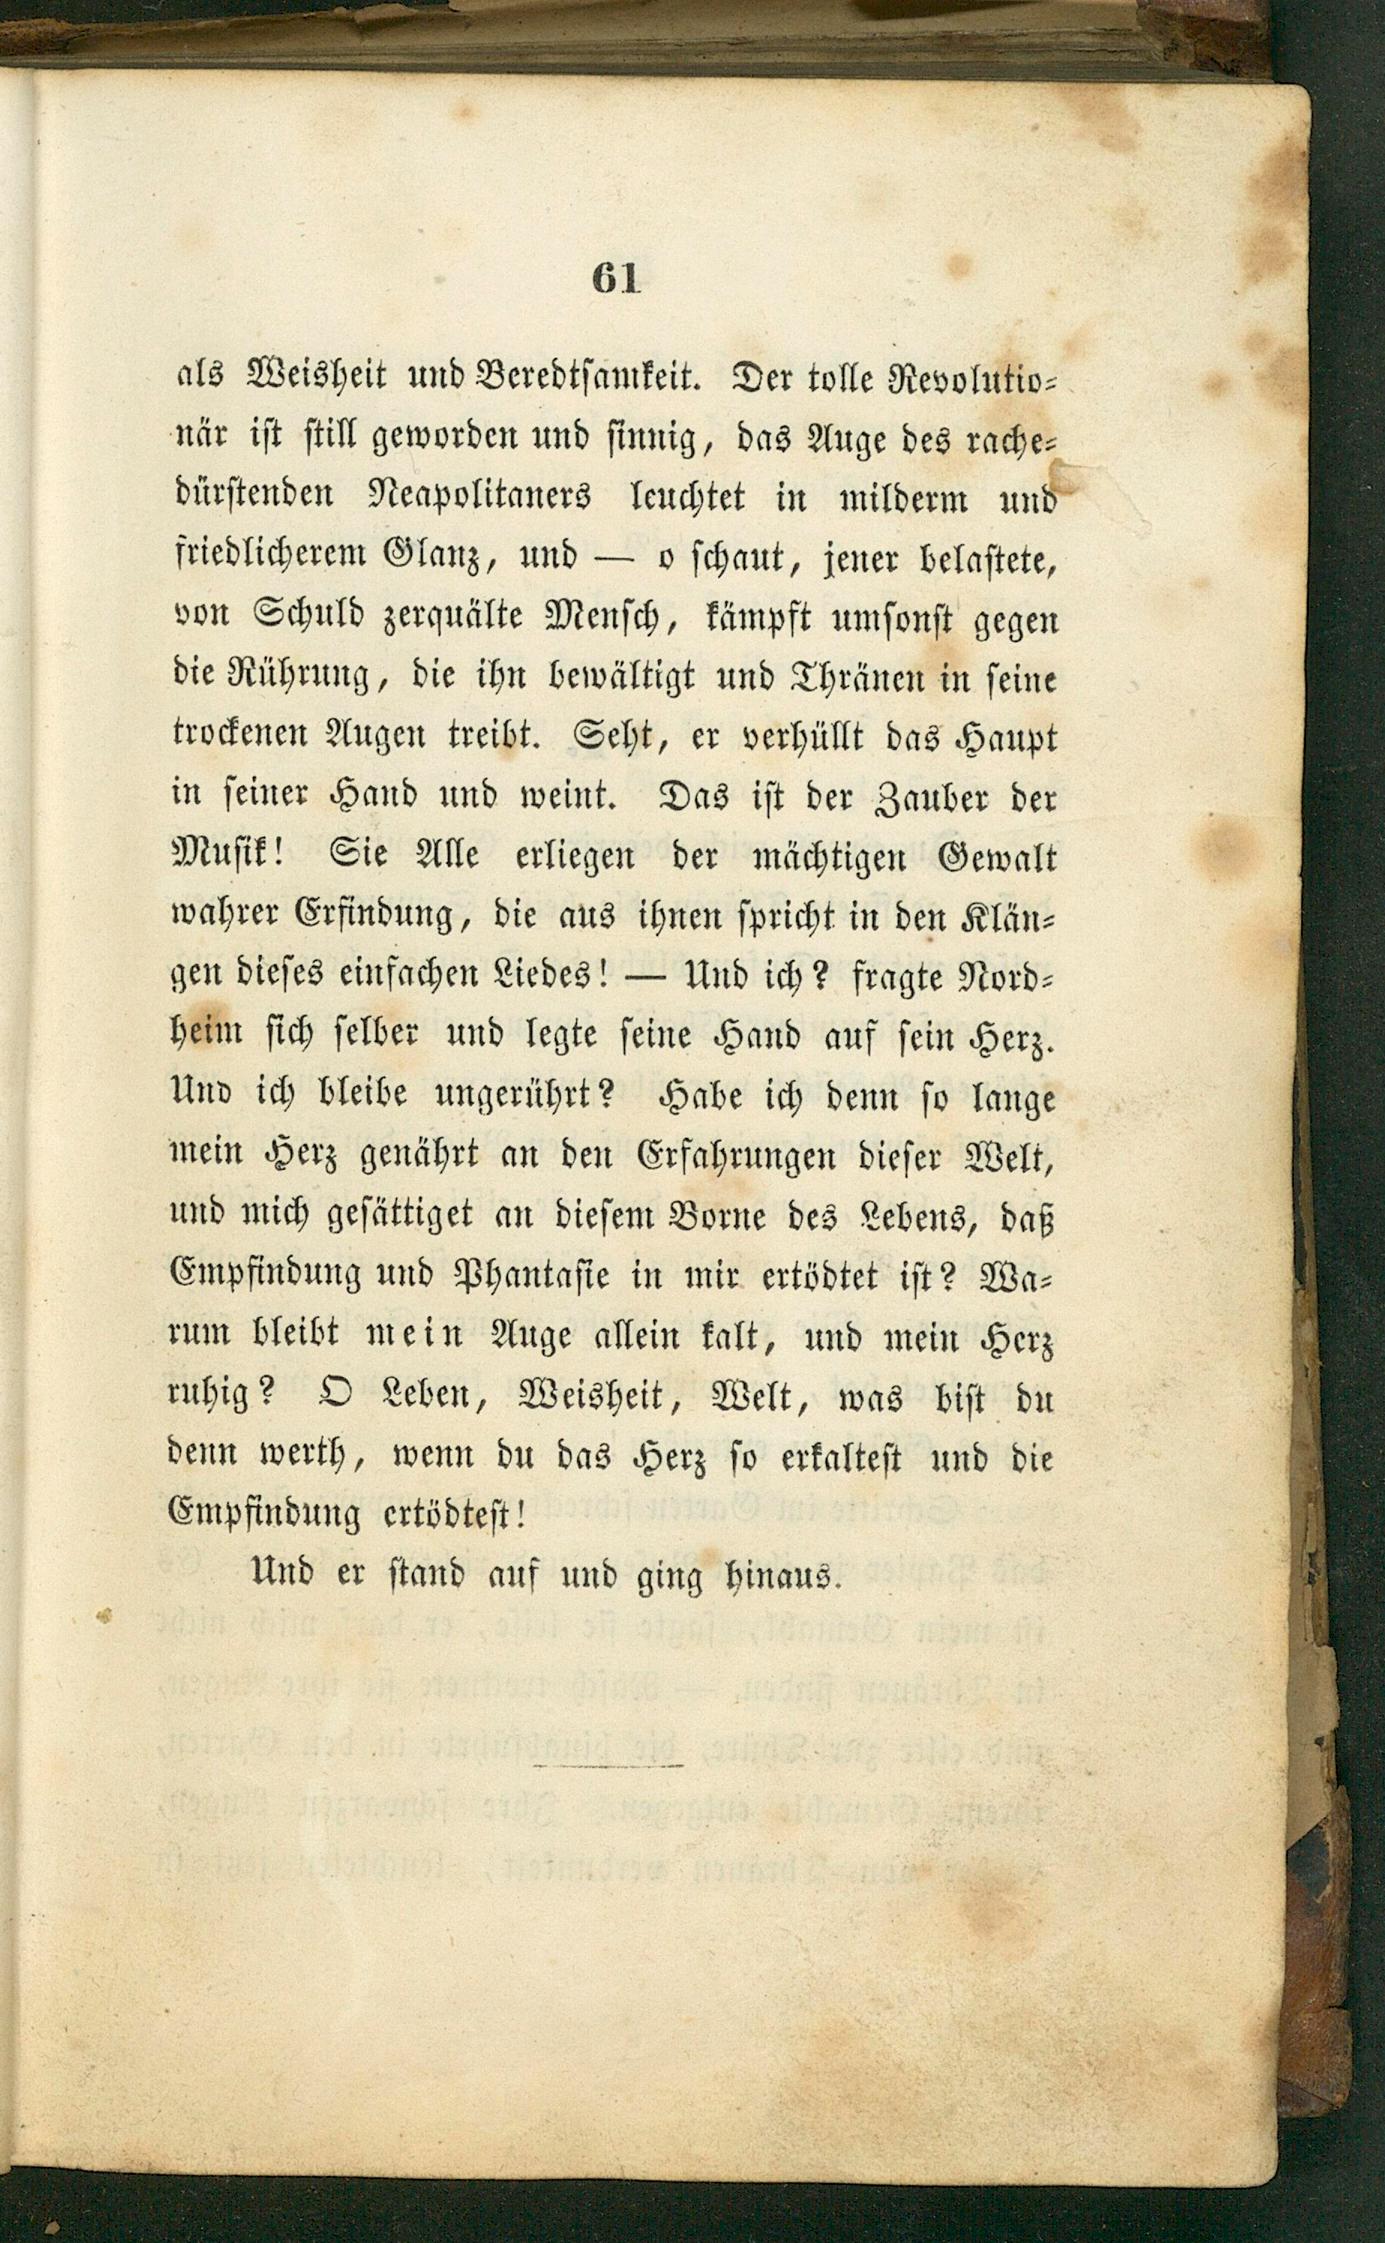 61
als Weisheit und Beredtsamkeit. Der tolle Revolutio-
när ist still geworden und sinnig, das Auge des rache-
dürstenden Neapolitaners leuchtet in milderm und
friedlicherem Glanz, und — o schaut, jener belastete,
von Schuld zerquälte Mensch, kämpft umsonst gegen
die Rührung, die ihn bewältigt und Thränen in seine
trockenen Augen treibt. Seht, er verhüllt das Haupt
in seiner Hand und weint. Das ist der Zauber der
Musik! Sie Alle erliegen der mächtigen Gewalt
wahrer Erfindung, die aus ihnen spricht in den Klän-
gen dieses einfachen Liedes! — Und ich? fragte Nord-
heim sich selber und legte seine Hand auf sein Herz.
Und ich bleibe ungerührt? Habe ich denn so lange
mein Herz genährt an den Erfahrungen dieser Welt,
und mich gesättiget an diesem Borne des Lebens, daß
Empfindung und Phantasie in mir ertödtet ist? Wa-
rum bleibt mein Auge allein kalt, und mein Herz
ruhig? O Leben, Weisheit, Welt, was bist du
denn werth, wenn du das Herz so erkaltest und die
Empfindung ertödtest!
Und er stand auf und ging hinaus.